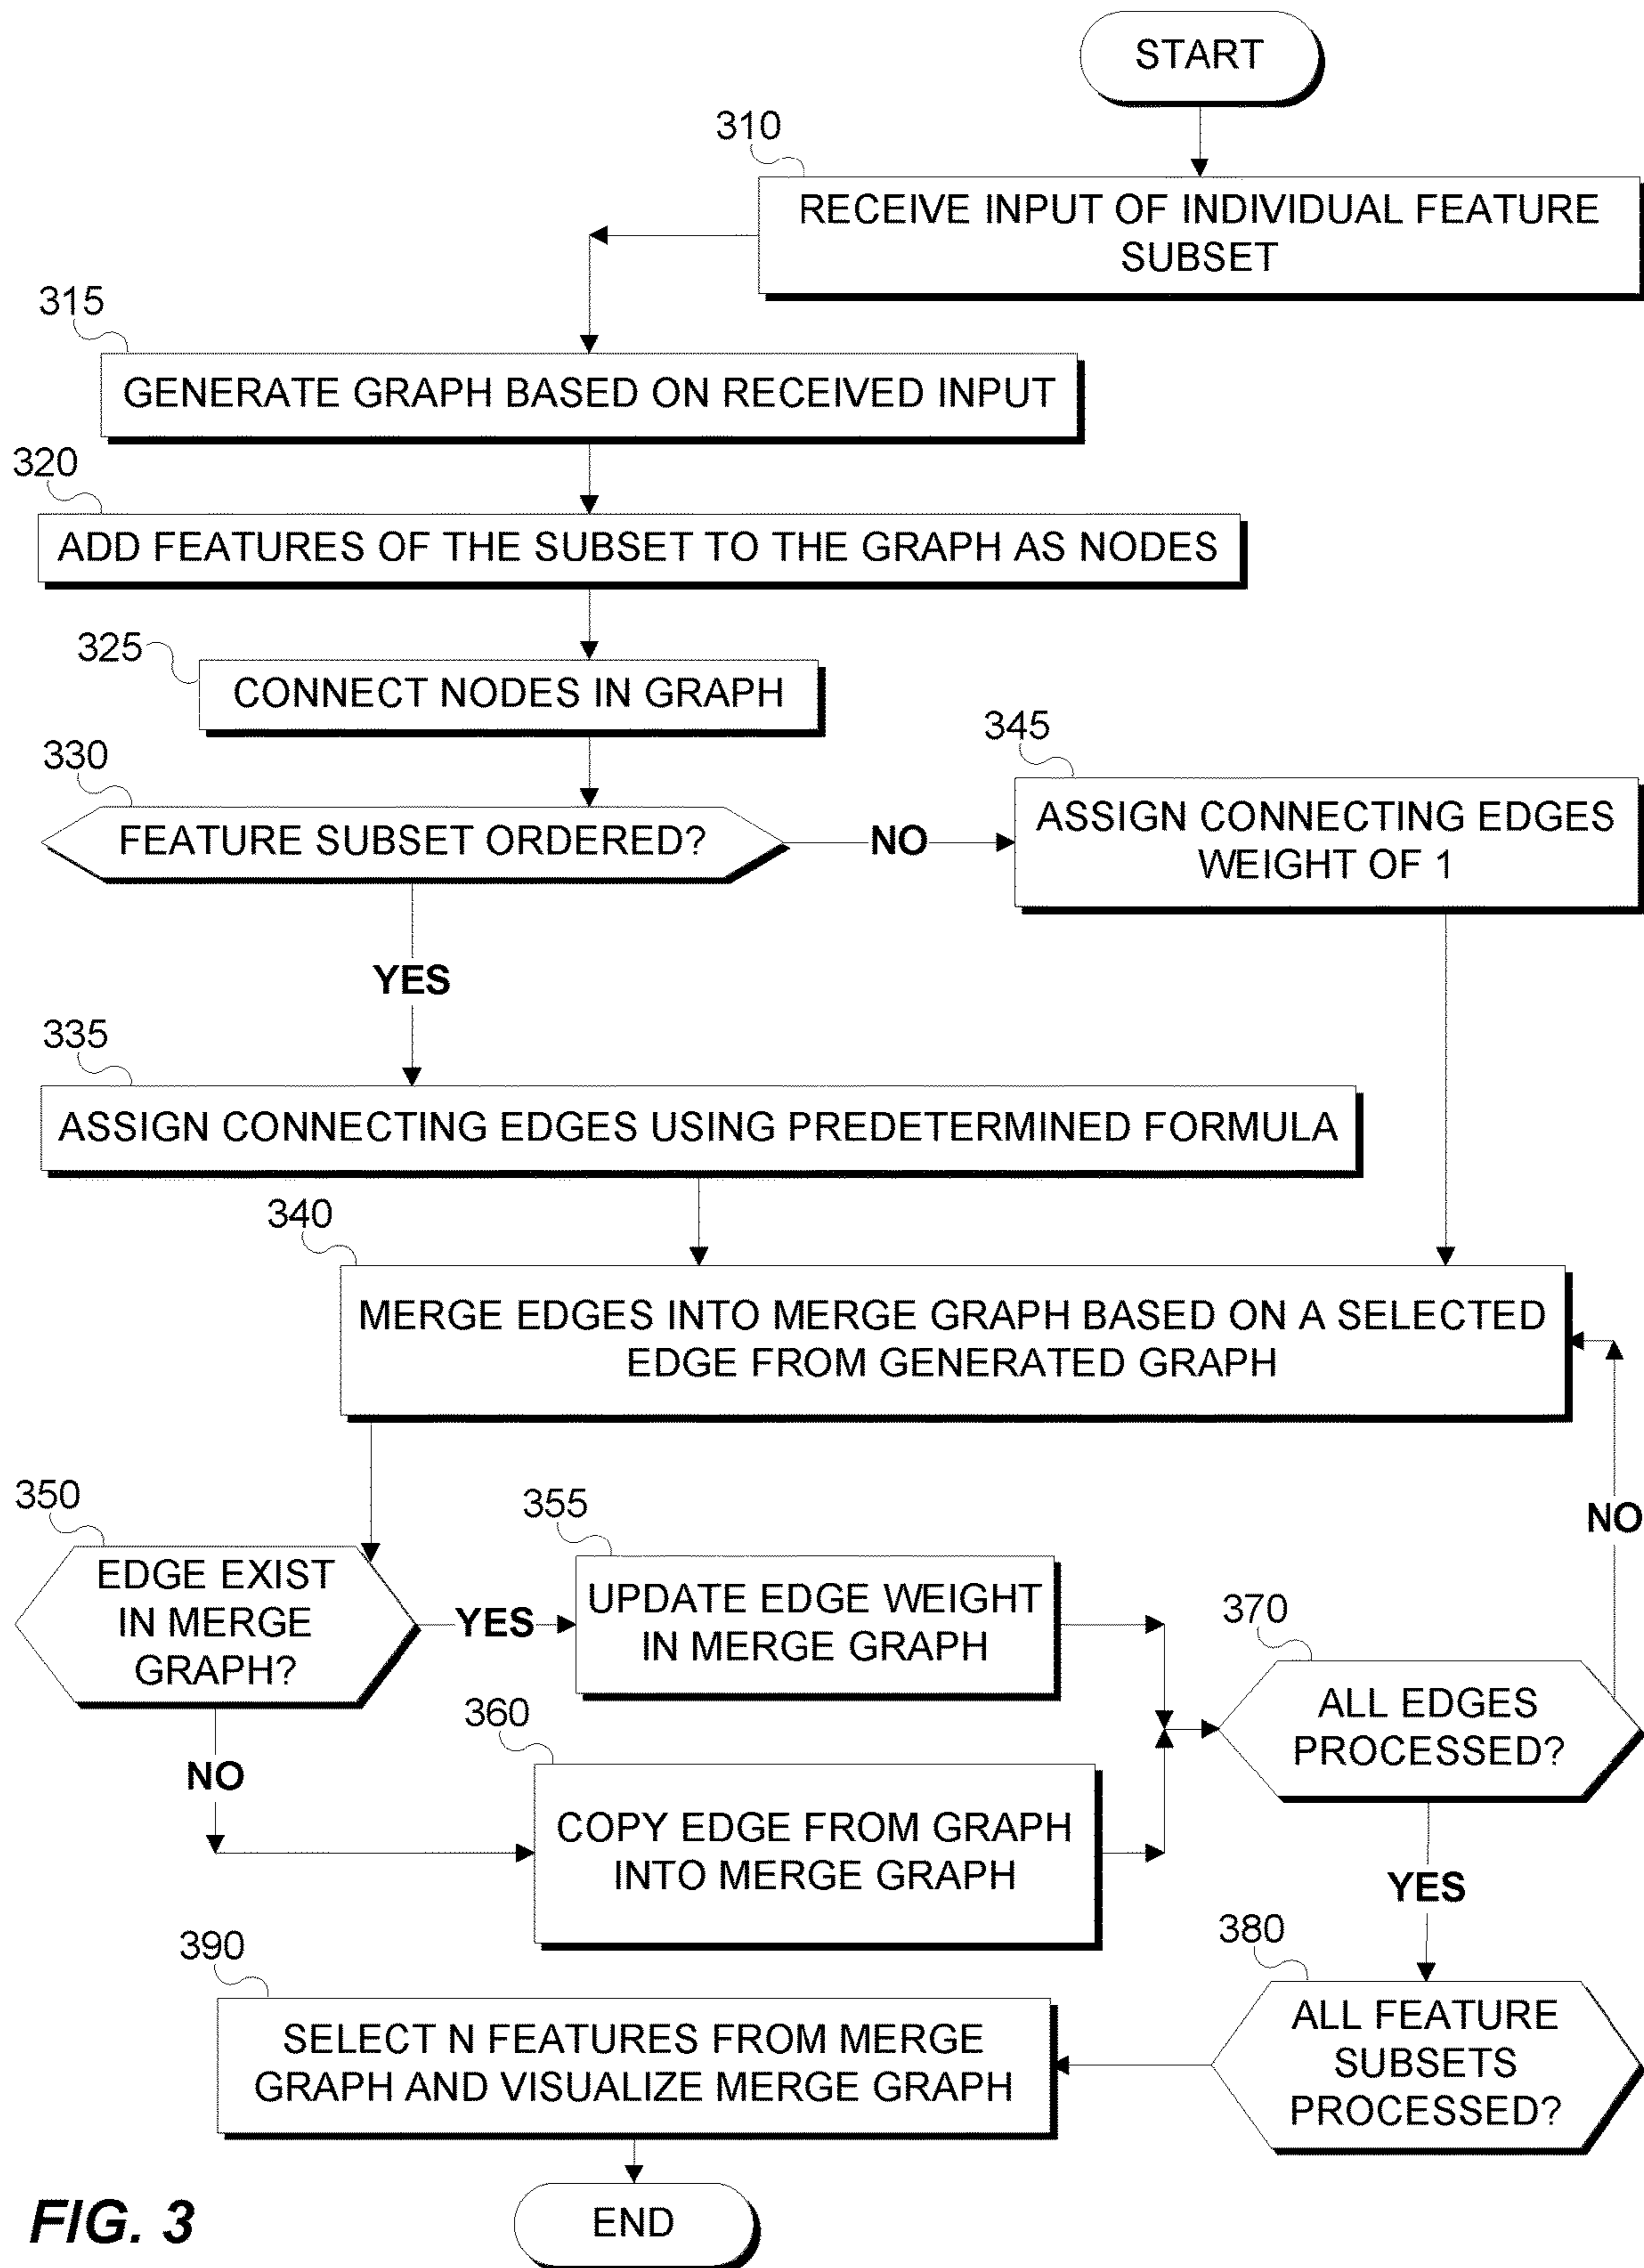 START
310
RECEIVE INPUT OF INDIVIDUAL FEATURE
SUBSET
315
GENERATE GRAPH BASED ON RECEIVED INPUT
320
ADD FEATURES OF THE SUBSET TO THE GRAPH AS NODES
325
CONNECT NODES IN GRAPH
330
FEATURE SUBSET ORDERED?
NO
345
ASSIGN CONNECTING EDGES
WEIGHT OF 1
YES
335
ASSIGN CONNECTING EDGES USING PREDETERMINED FORMULA
340
MERGE EDGES INTO MERGE GRAPH BASED ON A SELECTED
EDGE FROM GENERATED GRAPH
350
EDGE EXIST
IN MERGE
GRAPH?
YES
355
UPDATE EDGE WEIGHT
IN MERGE GRAPH
NO
360
COPY EDGE FROM GRAPH
INTO MERGE GRAPH
370
ALL EDGES
PROCESSED?
NO
YES
380
ALL FEATURE
SUBSETS
PROCESSED?
390
SELECT N FEATURES FROM MERGE
GRAPH AND VISUALIZE MERGE GRAPH
END
FIG. 3